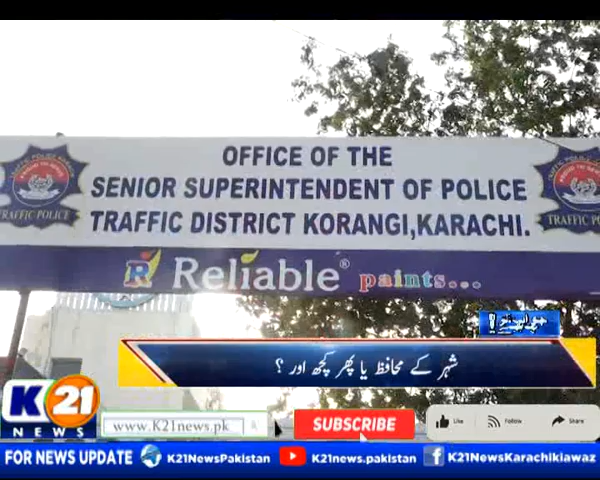 OFFICE OF THE
SENIOR SUPERINTENDENT OF POLICE
TRAFFIC DISTRICT KORANGI,KARACHI.
TRAFFIC POLICE
Reliable® paints...
شہر کے محافظ یا پھر کچھ اور ؟
K21
NEWS
www.K21news.pk
SUBSCRIBE
Like
Follow
Share
FOR NEWS UPDATE
K21NewsPakistan
K21news.pakistan
K21NewsKarachikiawaz